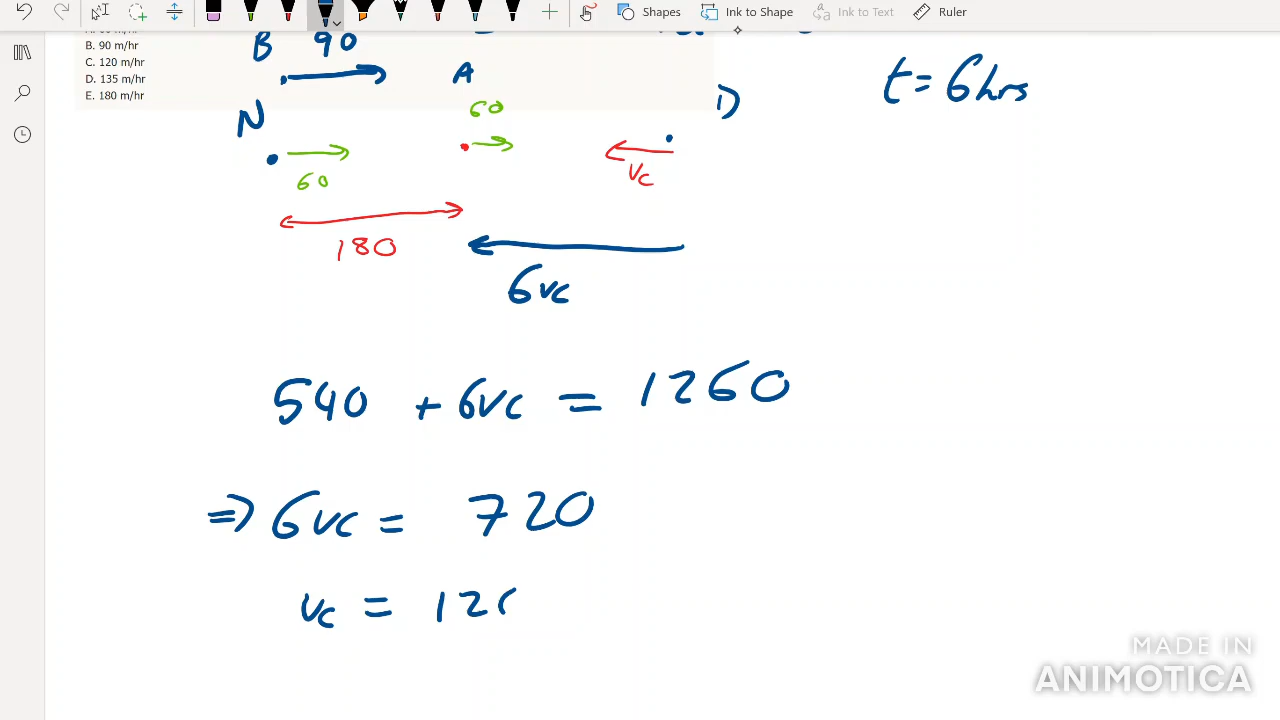 Shapes Ink to Shape Ink to Text Ruler
B. 90 m/hr
C. 120 m/hr
D. 135 m/hr
E. 180 m/hr
B 90 A
t = 6hrs
N 60 D
60 Vc
180
6vc
540 + 6vc = 1260
⇒ 6vc = 720
vc = 12
MADE IN
ANIMOTICA